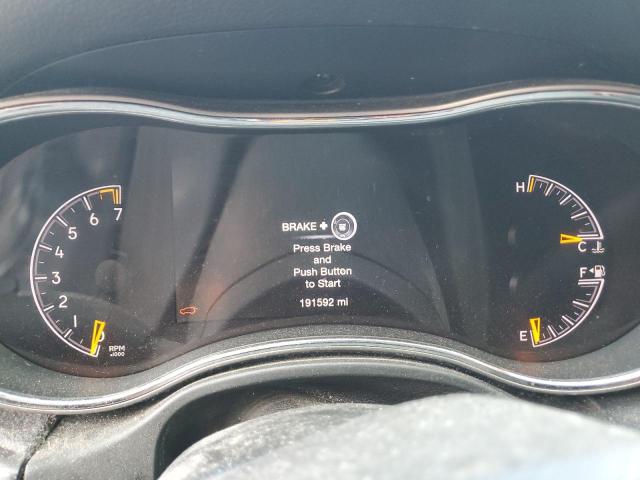 BRAKE +
Press Brake
and
Push Button
to Start
191592 mi
7
6
5
4
3
2
1
0
RPM
x1000
H
C
F
E